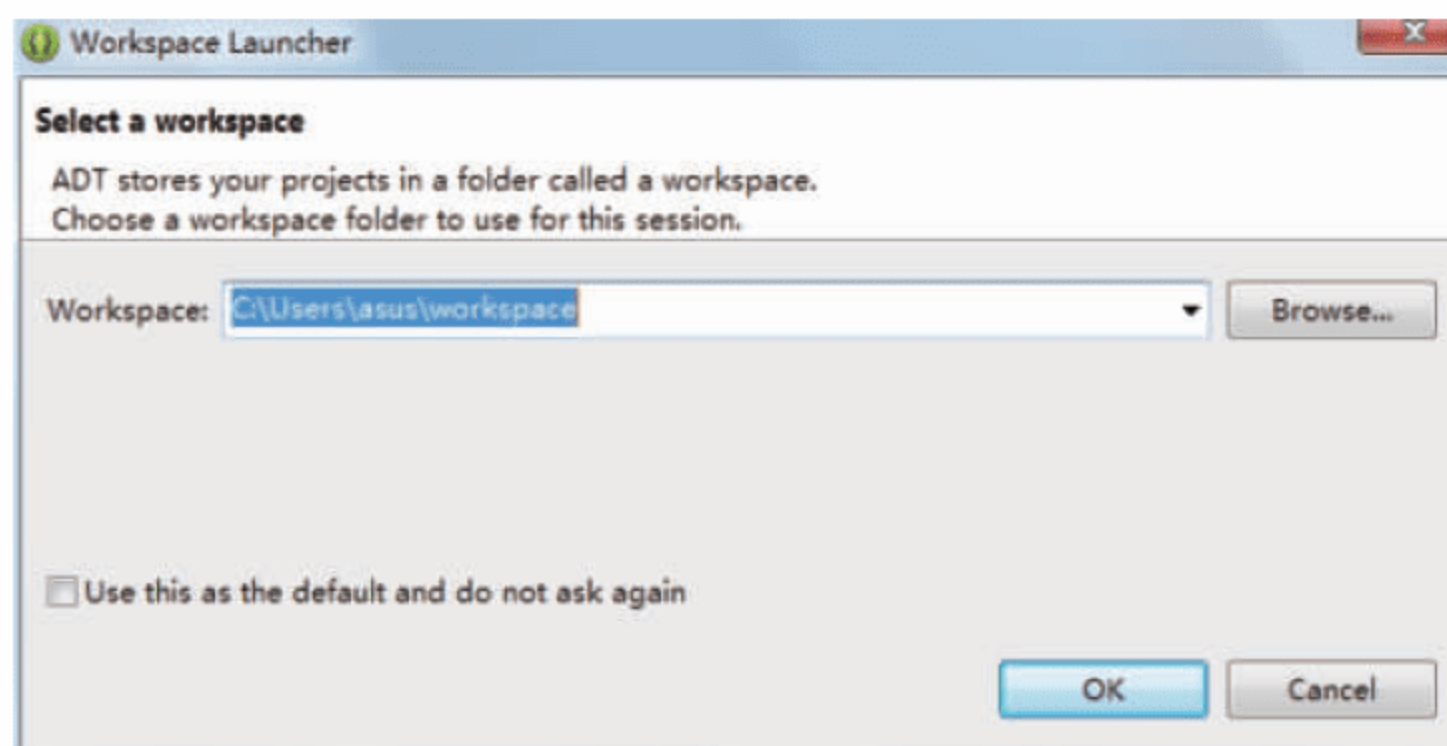 Workspace Launcher
Select a workspace
ADT stores your projects in a folder called a workspace.
Choose a workspace folder to use for this session.
Workspace: C:\Users\asus\workspace Browse...
Use this as the default and do not ask again
OK Cancel